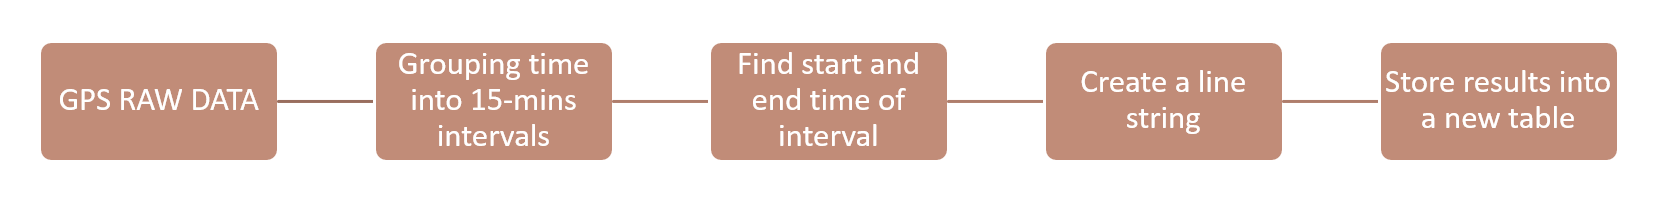 GPS RAW DATA
Grouping time
into 15-mins
intervals
Find start and
end time of
interval
Create a line
string
Store results into
a new table